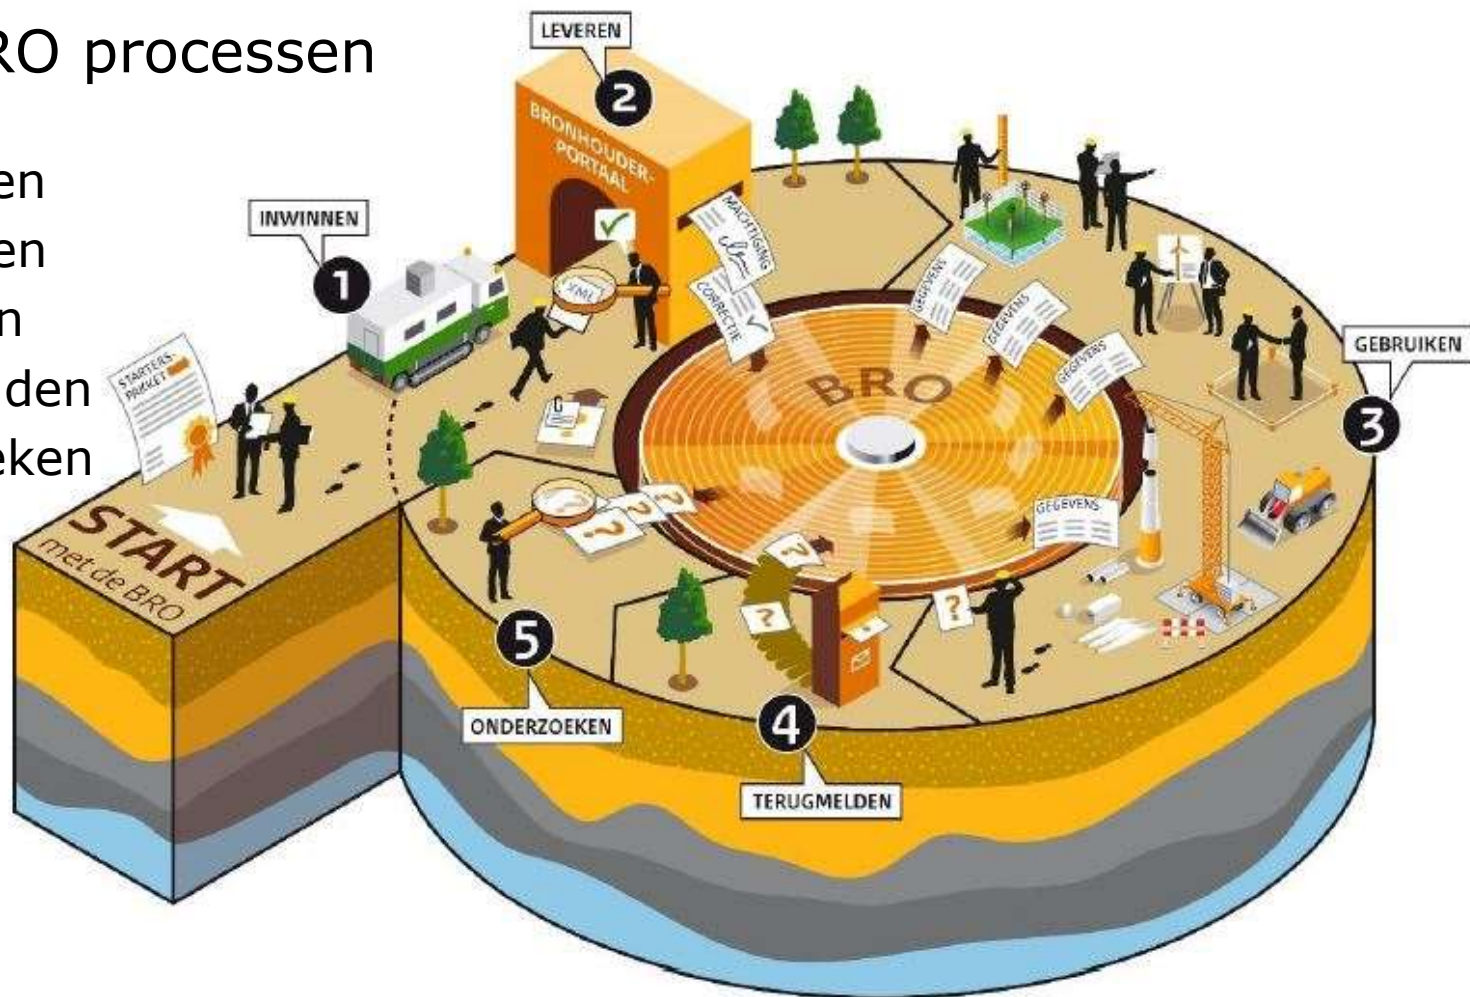 RO processen
en
en
n
den
eken
LEVEREN
2
BRONHOUDER-
PORTAAL
INWINNEN
1
XML
MACHTIGING
CORRECTIE
STARTERS-
PAKKET
START
met de BRO
BRO
GEGEVENS
GEGEVENS
GEGEVENS
GEGEVENS
GEBRUIKEN
3
?
?
?
?
?
?
5
ONDERZOEKEN
4
TERUGMELDEN